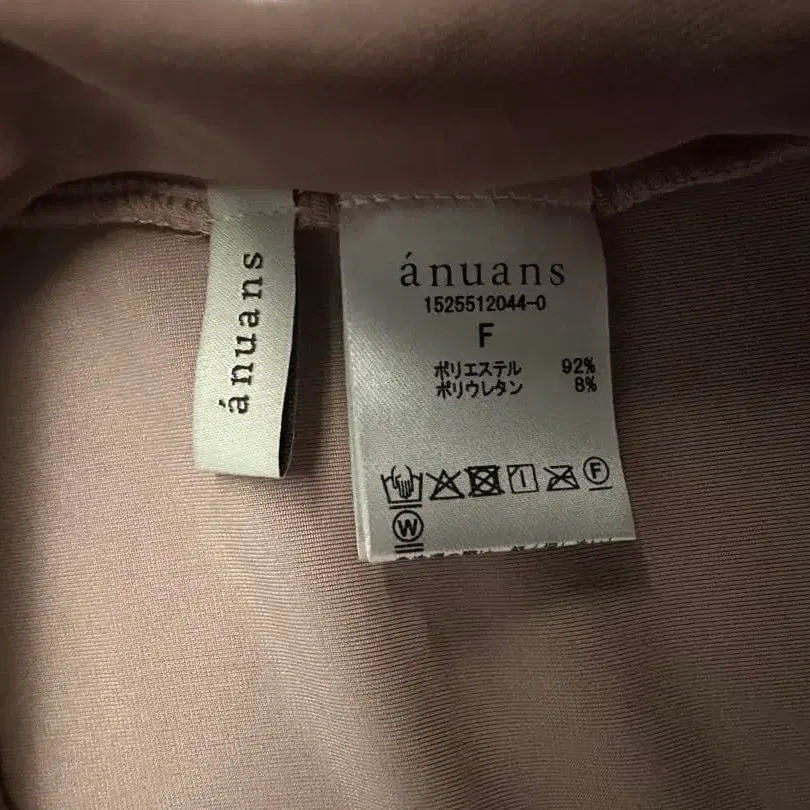 ánuans
ánuans
1525512044-0
F
ポリエステル 92%
ポリウレタン 8%
F
W